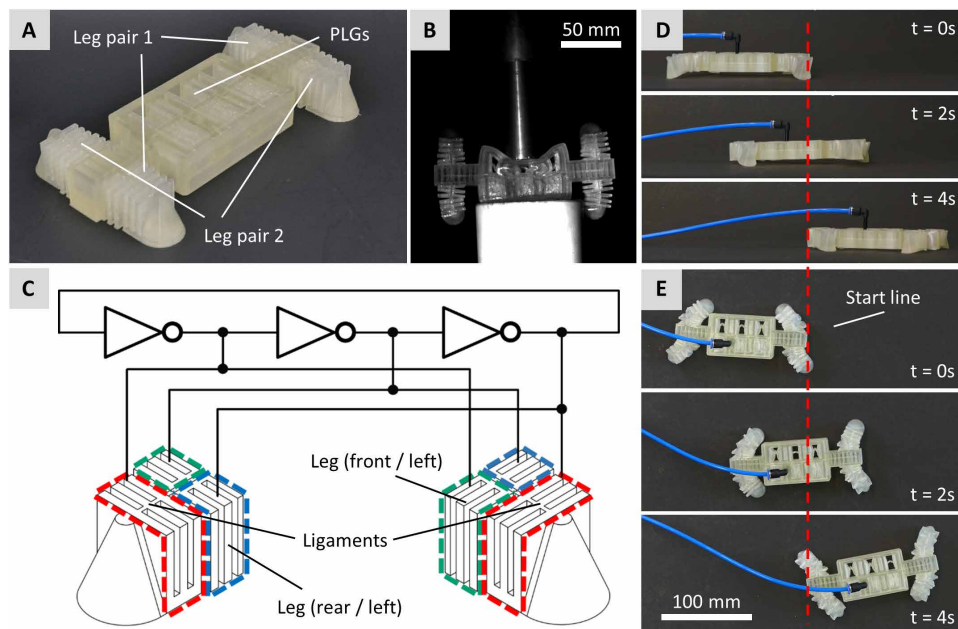 A
Leg pair 1
PLGs
Leg pair 2
B
50 mm
C
Leg (front / left)
Ligaments
Leg (rear / left)
D
t = 0s
t = 2s
t = 4s
E
Start line
t = 0s
t = 2s
100 mm
t = 4s